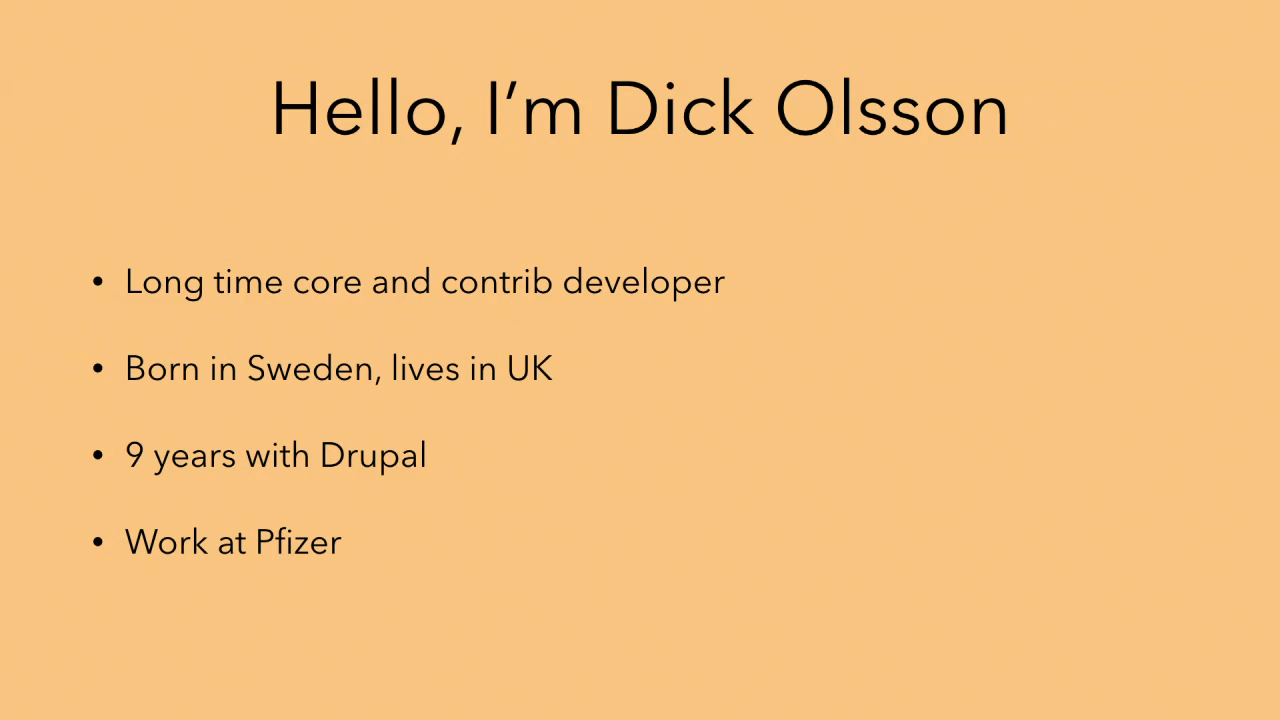 Hello, I’m Dick Olsson
• Long time core and contrib developer
• Born in Sweden, lives in UK
• 9 years with Drupal
• Work at Pfizer